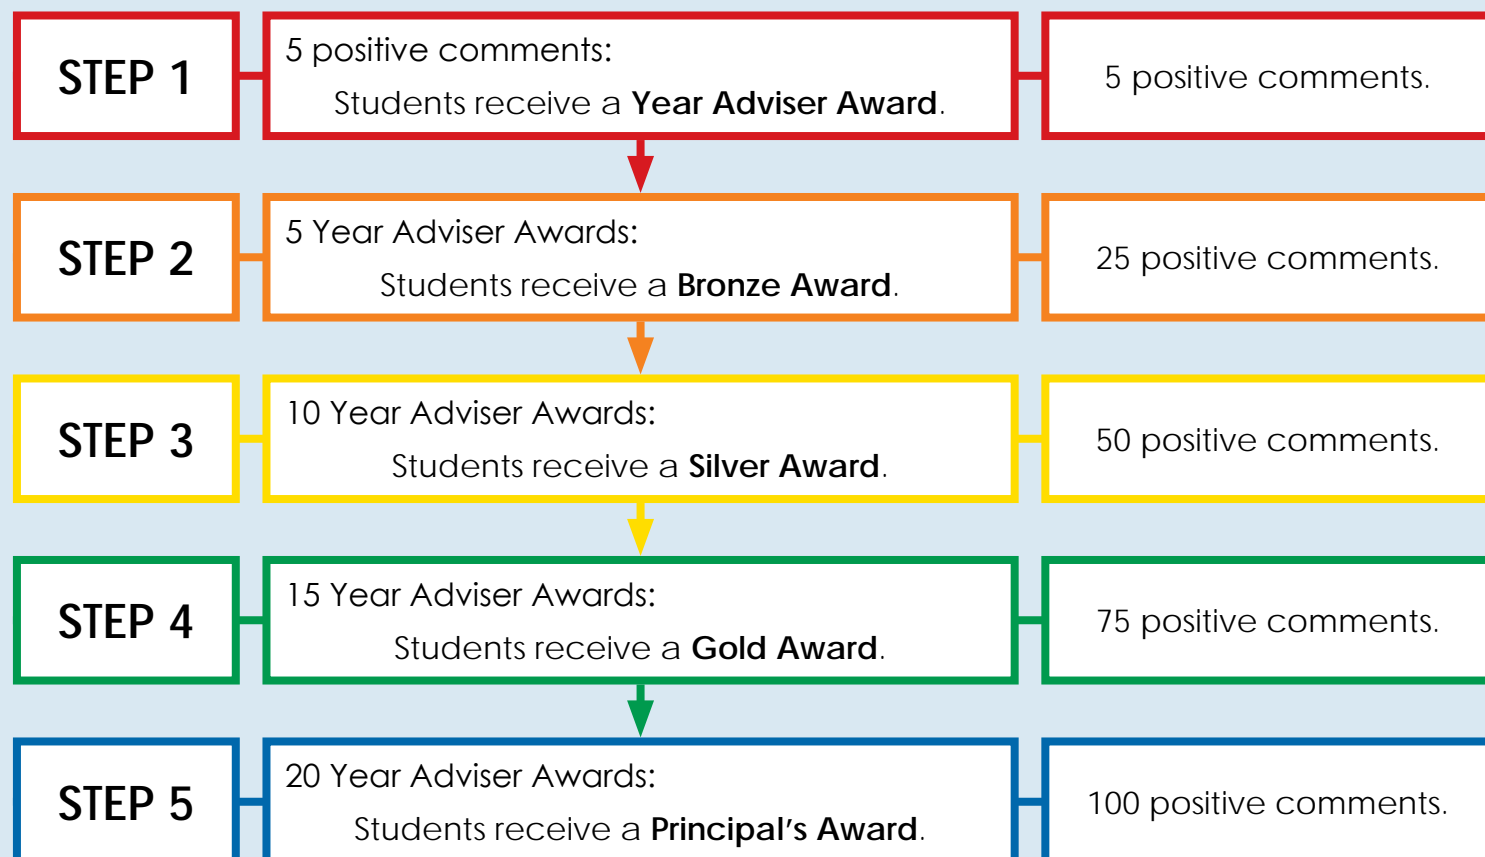 STEP 1
5 positive comments:
Students receive a Year Adviser Award.
5 positive comments.
STEP 2
5 Year Adviser Awards:
Students receive a Bronze Award.
25 positive comments.
STEP 3
10 Year Adviser Awards:
Students receive a Silver Award.
50 positive comments.
STEP 4
15 Year Adviser Awards:
Students receive a Gold Award.
75 positive comments.
STEP 5
20 Year Adviser Awards:
Students receive a Principal's Award.
100 positive comments.